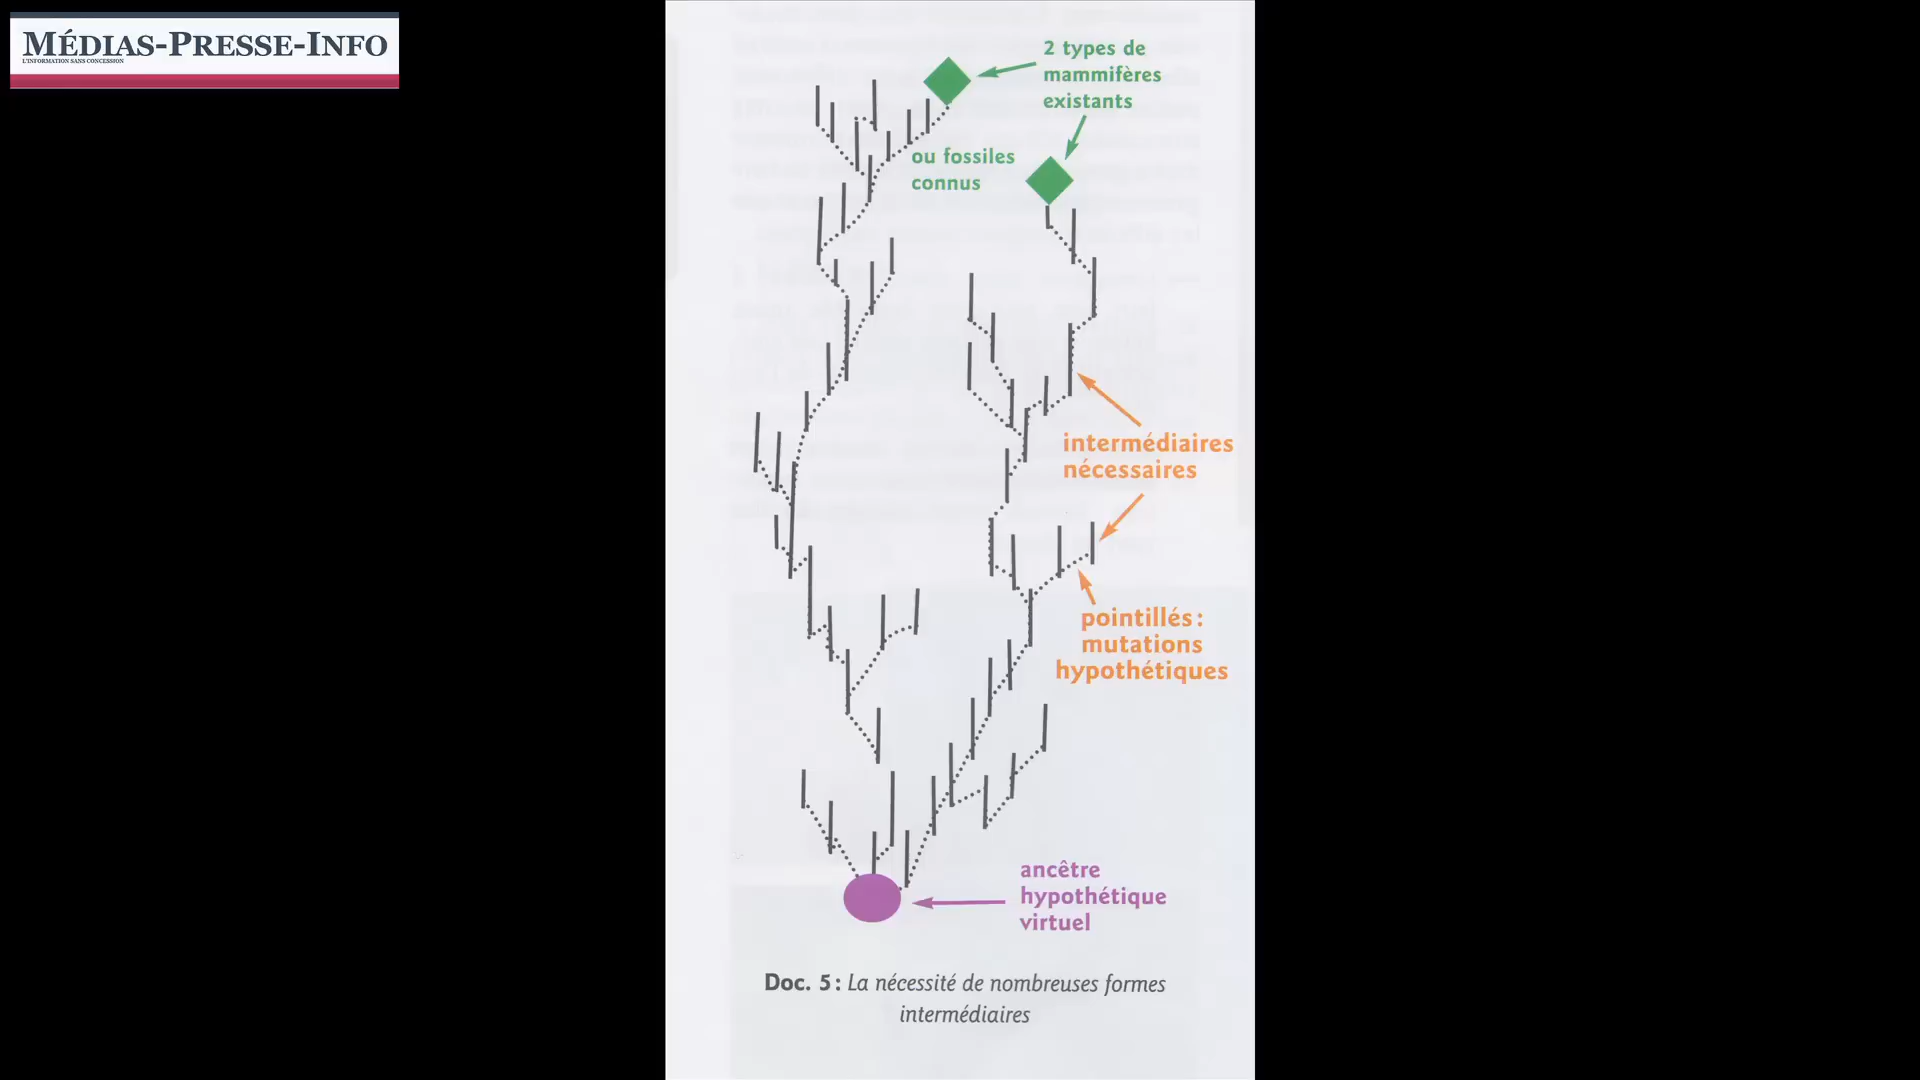 MÉDIAS-PRESSE-INFO
L'INFORMATION SANS CONCESSION
2 types de
mammifères
existants
ou fossiles
connus
intermédiaires
nécessaires
pointillés :
mutations
hypothétiques
ancêtre
hypothétique
virtuel
Doc. 5 : La nécessité de nombreuses formes
intermédiaires